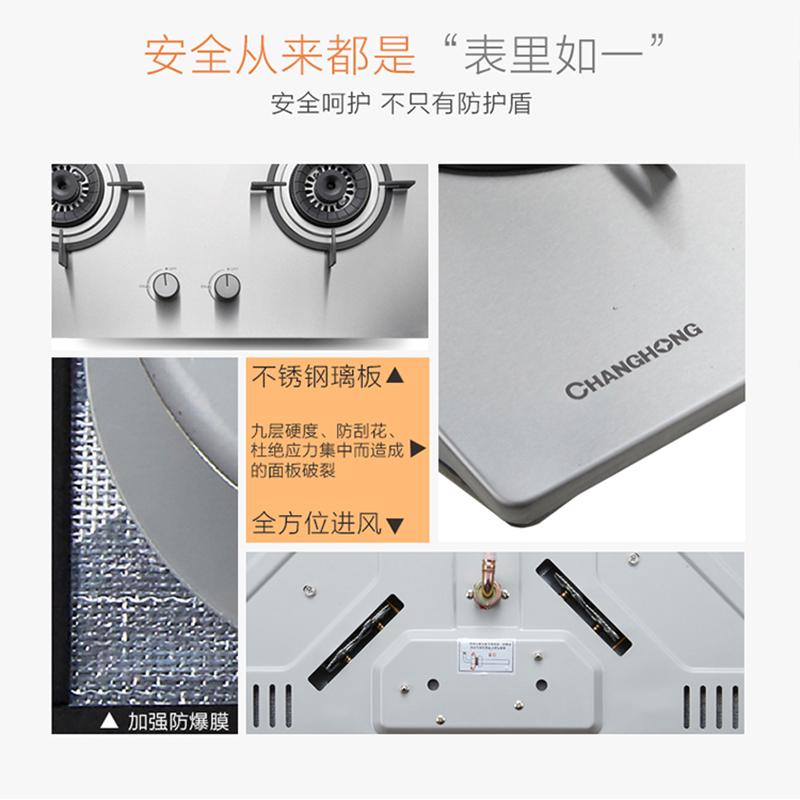 安全从来都是“表里如一”
安全呵护 不只有防护盾
CHANGHONG
不锈钢璃板▲
九层硬度、防刮花、
杜绝应力集中而造成▶
的面板破裂
全方位进风▼
▲ 加强防爆膜